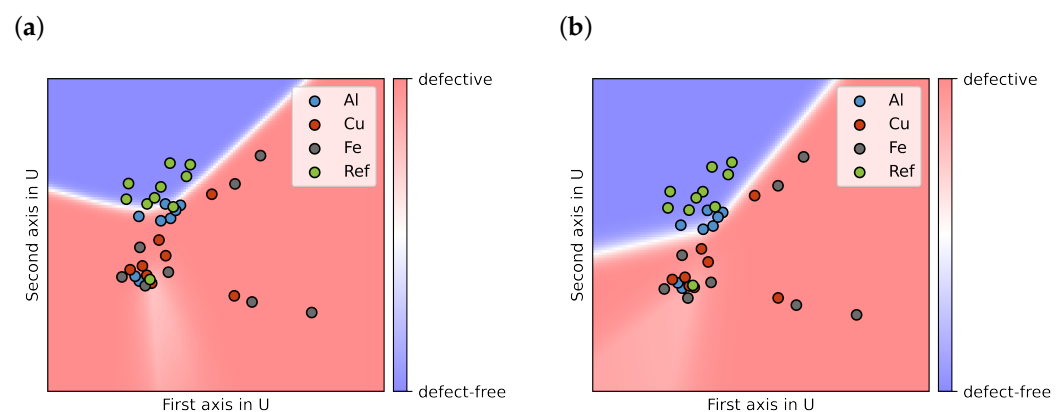 (a)
(b)
defective
Al
Cu
Fe
Ref
Second axis in U
First axis in U
defect-free
defective
Al
Cu
Fe
Ref
Second axis in U
First axis in U
defect-free